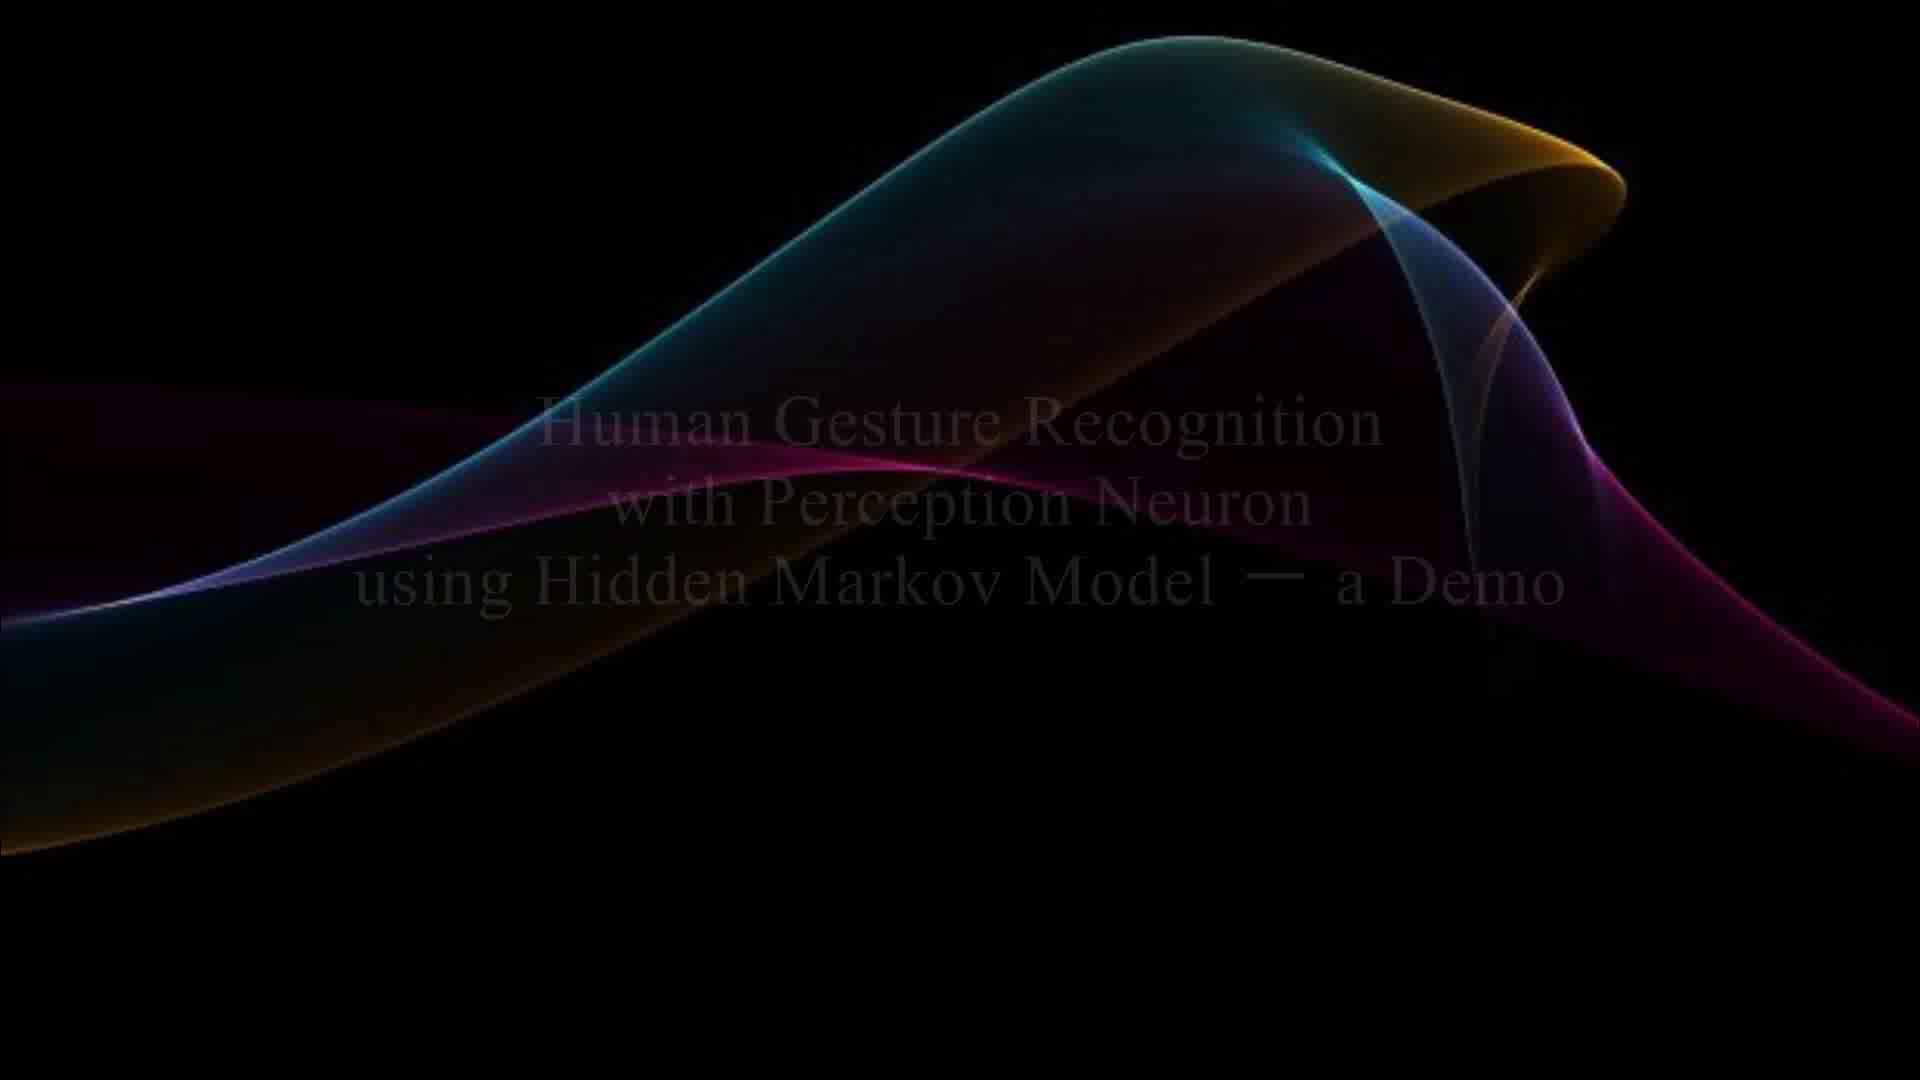 Human Gesture Recognition
with Perception Neuron
using Hidden Markov Model — a Demo